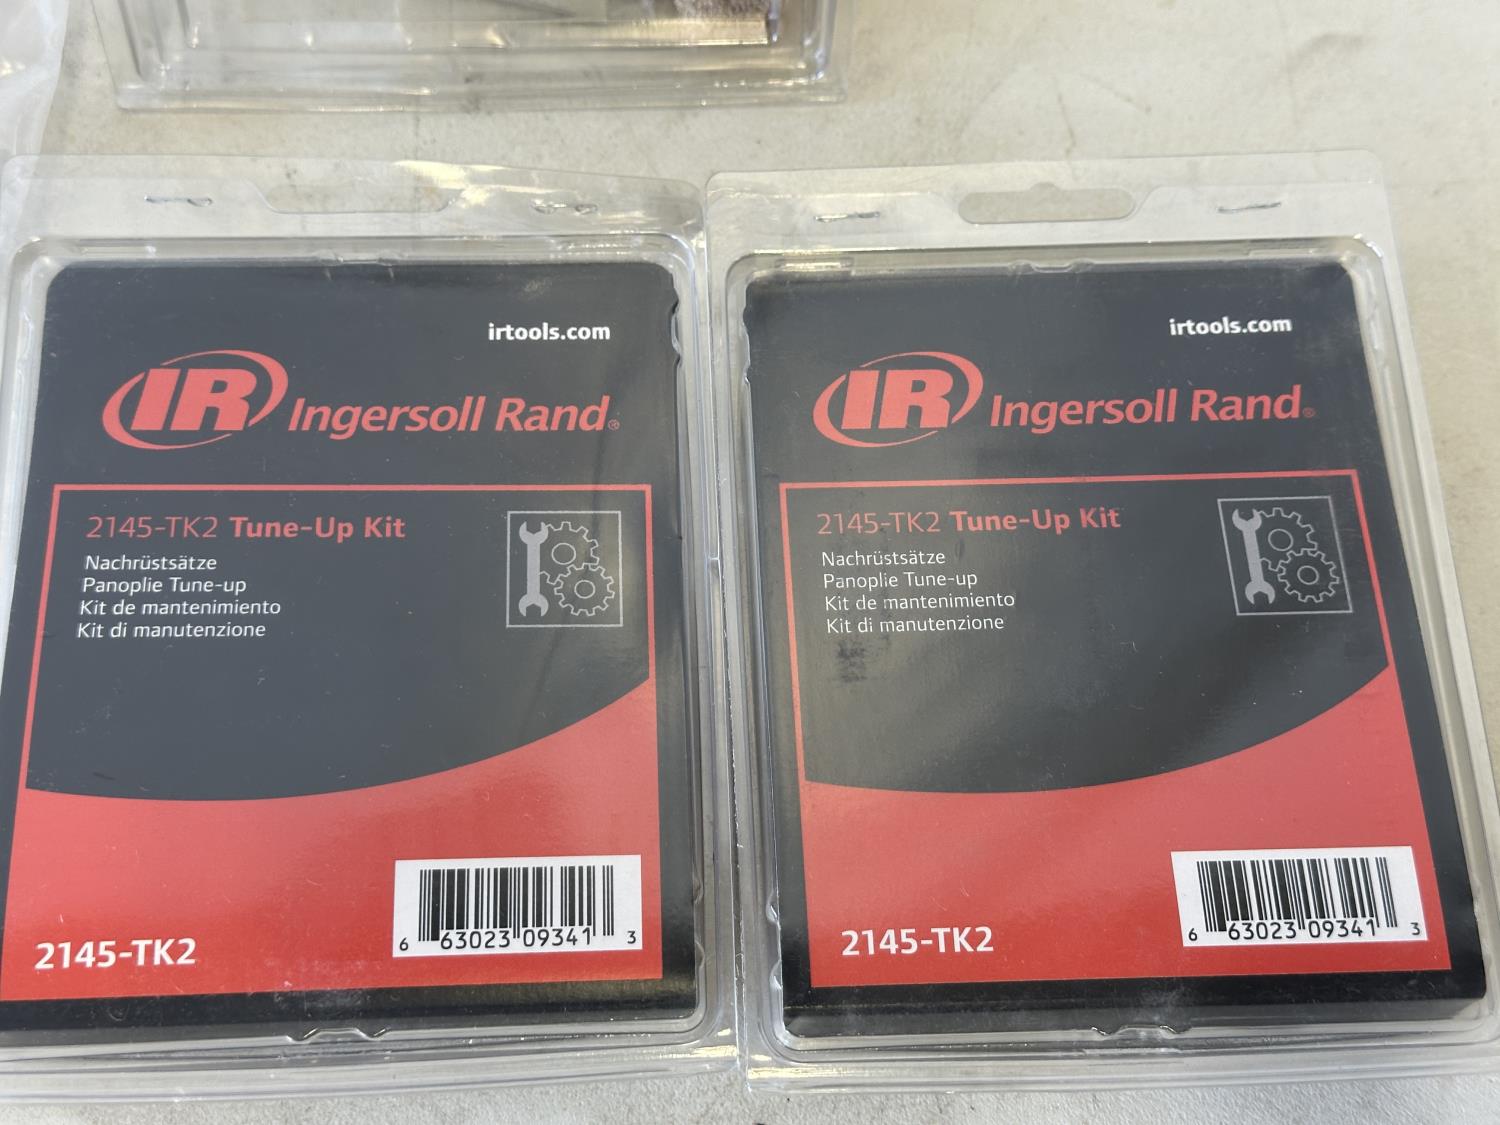 irtools.com
IR Ingersoll Rand®
2145-TK2 Tune-Up Kit
Nachrüstsätze
Panoplie Tune-up
Kit de mantenimiento
Kit di manutenzione
2145-TK2
6 63023 09341 3
irtools.com
IR Ingersoll Rand®
2145-TK2 Tune-Up Kit
Nachrüstsätze
Panoplie Tune-up
Kit de mantenimiento
Kit di manutenzione
2145-TK2
6 63023 09341 3